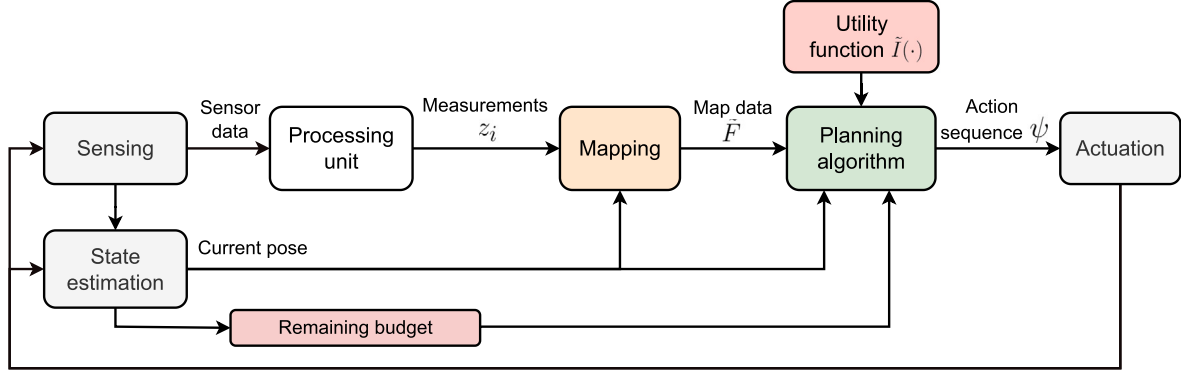 Utility
function Ĩ(·)
Sensor
data
Measurements
z_i
Map data
F̃
Action
sequence ψ
Sensing
Processing
unit
Mapping
Planning
algorithm
Actuation
State
estimation
Current pose
Remaining budget